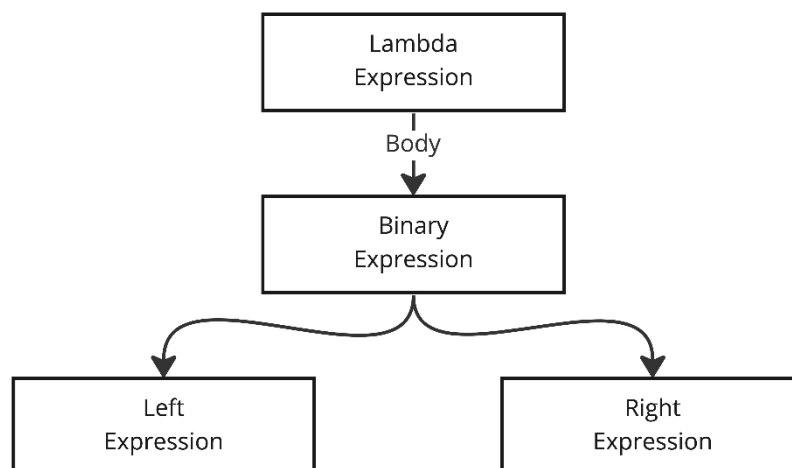 Lambda
Expression
Body
Binary
Expression
Left
Expression
Right
Expression